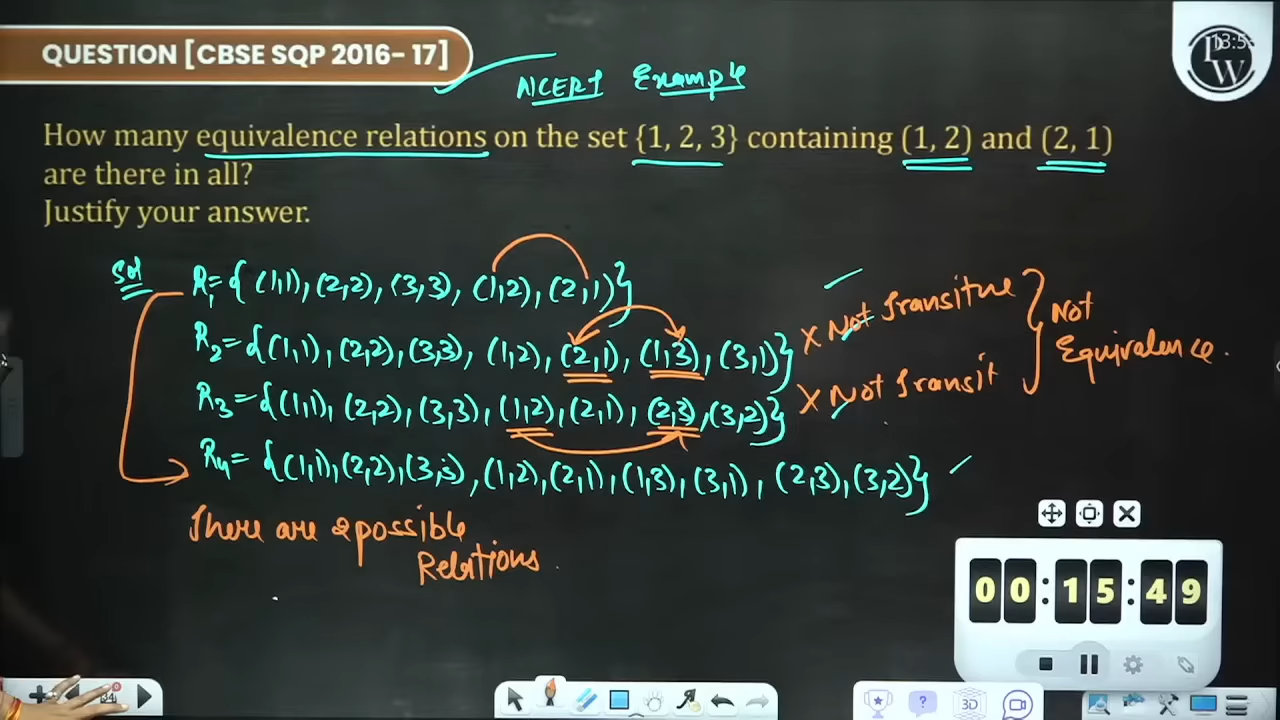 QUESTION [CBSE SQP 2016- 17]
NCERT Example
13:5
PW
How many equivalence relations on the set {1, 2, 3} containing (1, 2) and (2, 1)
are there in all?
Justify your answer.
Sol R₁={ (1,1), (2,2), (3,3), (1,2), (2,1)}
R₂={(1,1), (2,2), (3,3), (1,2), (2,1), (1,3), (3,1)} × Not Transitive
R₃={(1,1), (2,2), (3,3), (1,2), (2,1), (2,3), (3,2)} × Not Transit
Not
Equivalence.
R₄= {(1,1), (2,2), (3,3), (1,2), (2,1), (1,3), (3,1), (2,3), (3,2)}
There are 2 possible
Relations.
00:15:49
3D